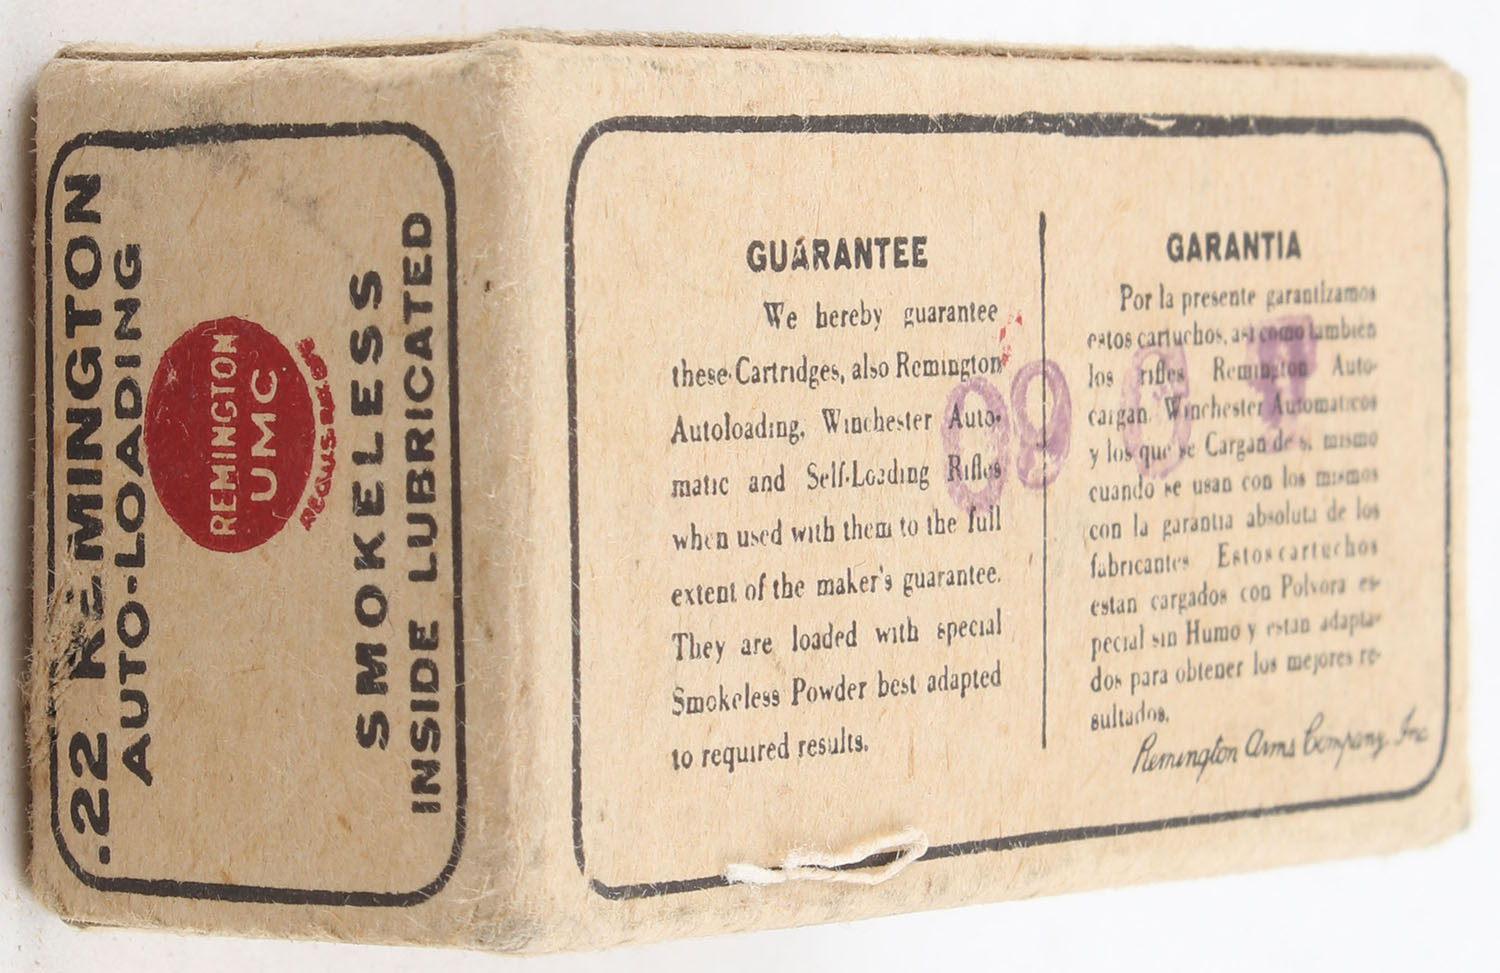 .22 REMINGTON
AUTO-LOADING
REMINGTON
UMC
SMOKELESS
INSIDE LUBRICATED
GUARANTEE
We hereby guarantee
these Cartridges, also Remington
Autoloading, Winchester Auto-
matic and Self-Loading Rifles
when used with them to the full
extent of the maker's guarantee.
They are loaded with special
Smokeless Powder best adapted
to required results.
GARANTIA
Por la presente garantizamos
estos cartuchos, asi como tambien
los rifles Remington Auto-
cargan, Winchester Automaticos
y los que se Cargan de si mismo
cuando se usan con los mismos
con la garantia absoluta de los
fabricantes Estos cartuchos
estan cargados con Polvora es-
pecial sin Humo y estan adapta-
dos para obtener los mejores re-
sultados.
Remington Arms Company, Inc